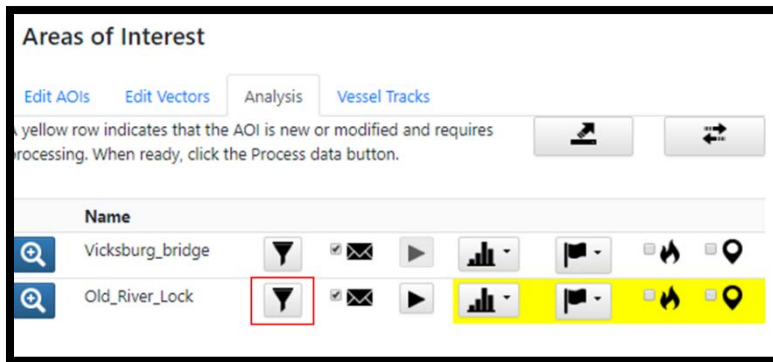 Areas of Interest
Edit AOIs Edit Vectors Analysis Vessel Tracks
yellow row indicates that the AOI is new or modified and requires
processing. When ready, click the Process data button.
Name
Vicksburg_bridge
Old_River_Lock